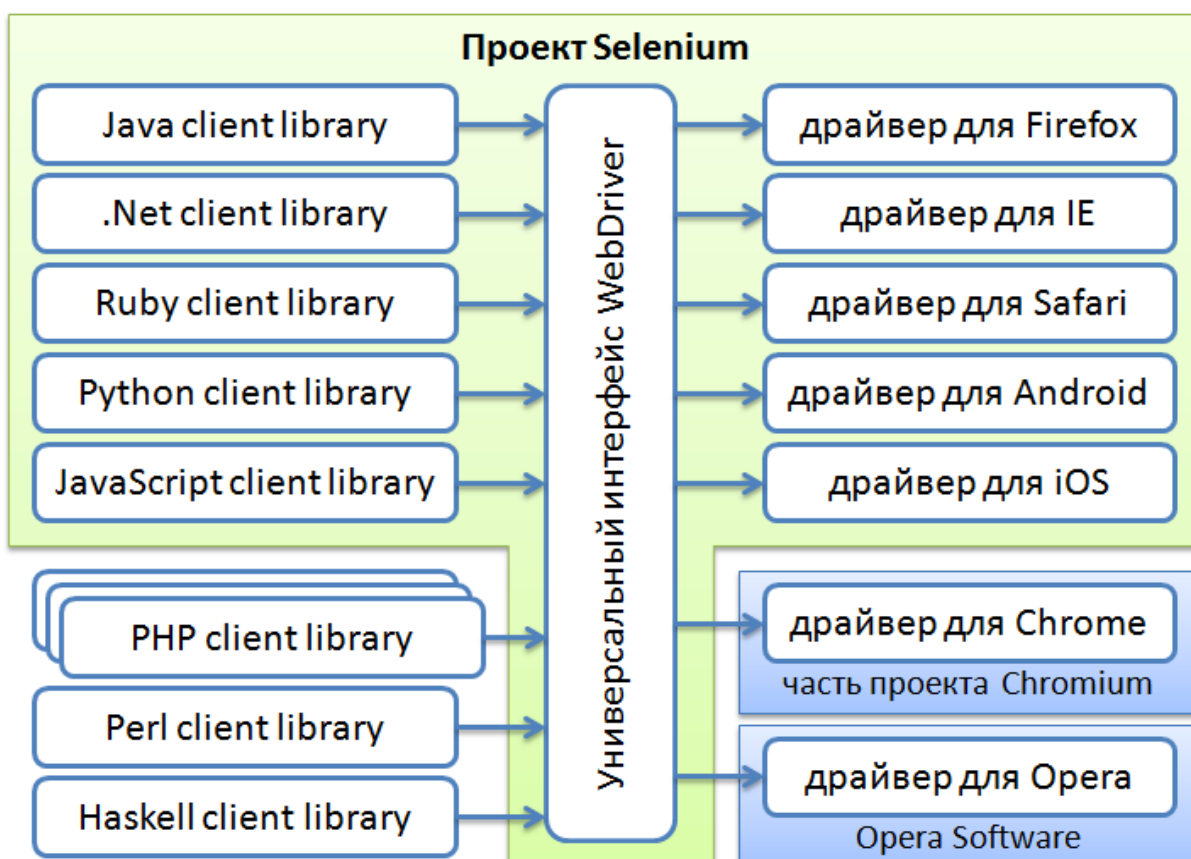 Проект Selenium
Java client library
.Net client library
Ruby client library
Python client library
JavaScript client library
PHP client library
Perl client library
Haskell client library
Универсальный интерфейс WebDriver
драйвер для Firefox
драйвер для IE
драйвер для Safari
драйвер для Android
драйвер для iOS
драйвер для Chrome
часть проекта Chromium
драйвер для Opera
Opera Software